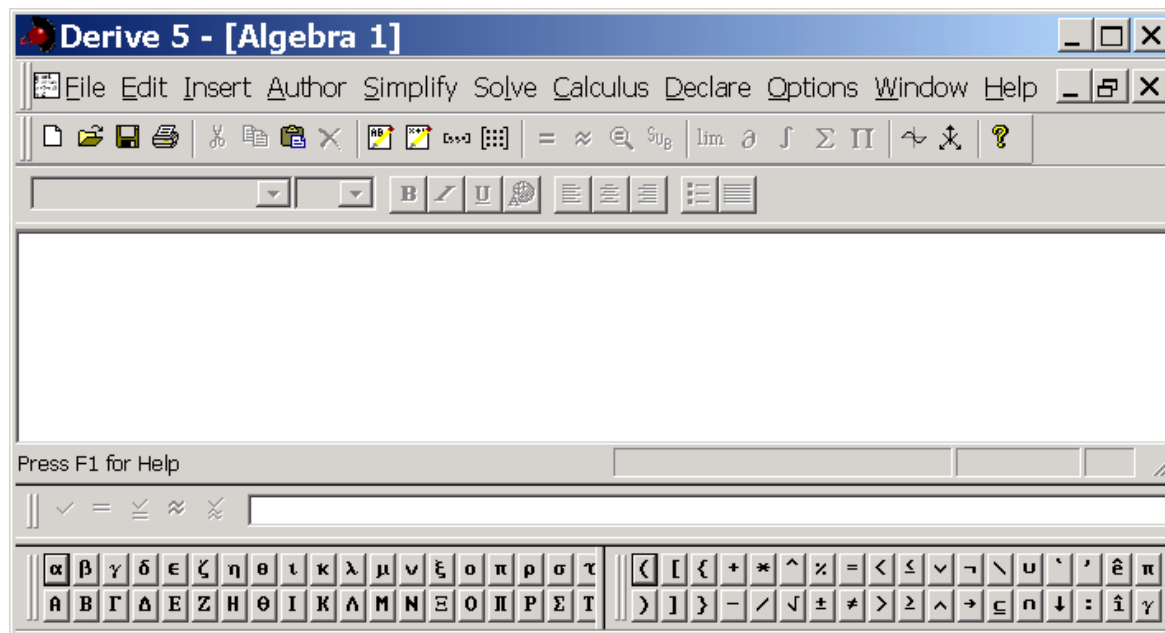 Derive 5 - [Algebra 1]
File Edit Insert Author Simplify Solve Calculus Declare Options Window Help
= ≈ SUB lim ∂ ∫ Σ Π ?
B I U
Press F1 for Help
= ≈
α β γ δ ε ζ η θ ι κ λ μ ν ξ ο π ρ σ τ ( [ { + * ^ % = < ≤ ∨ ¬ \ ∪ ` ' ê π
Α Β Γ Δ Ε Ζ Η Θ Ι Κ Λ Μ Ν Ξ Ο Π Ρ Σ Τ ) ] } - / √ ± ≠ > ≥ ∧ → ⊆ ∩ ↓ : î γ